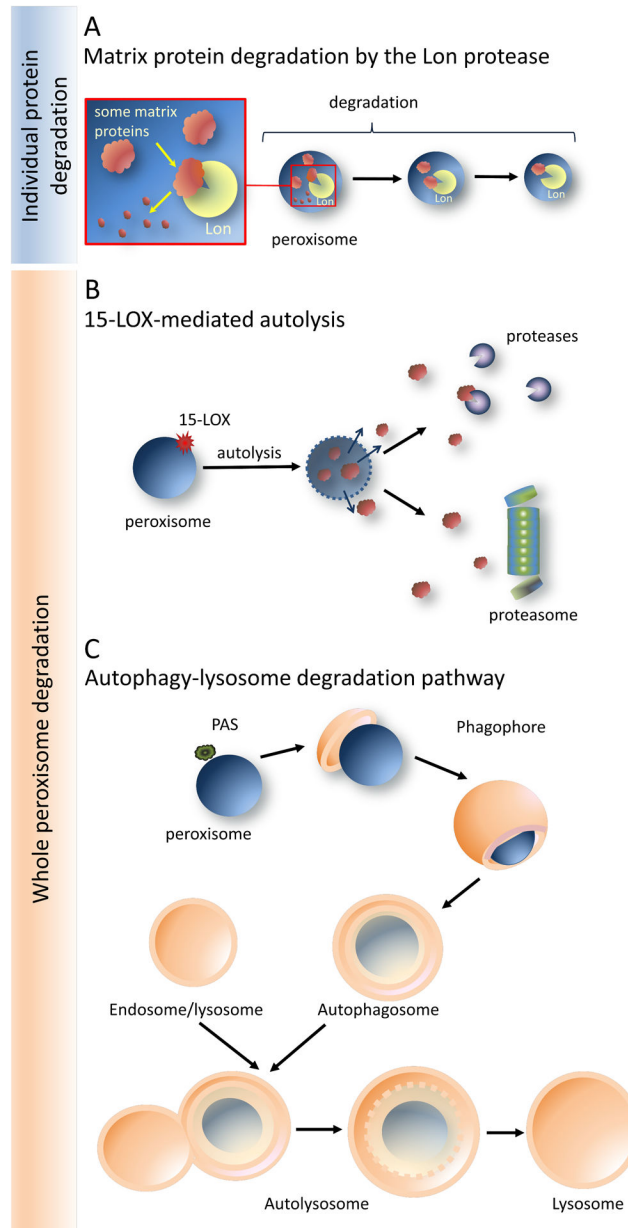 Individual protein
degradation
A
Matrix protein degradation by the Lon protease
some matrix
proteins
Lon
degradation
Lon
Lon
Lon
peroxisome
Whole peroxisome degradation
B
15-LOX-mediated autolysis
proteases
15-LOX
autolysis
peroxisome
proteasome
C
Autophagy-lysosome degradation pathway
PAS
Phagophore
peroxisome
Endosome/lysosome
Autophagosome
Autolysosome
Lysosome